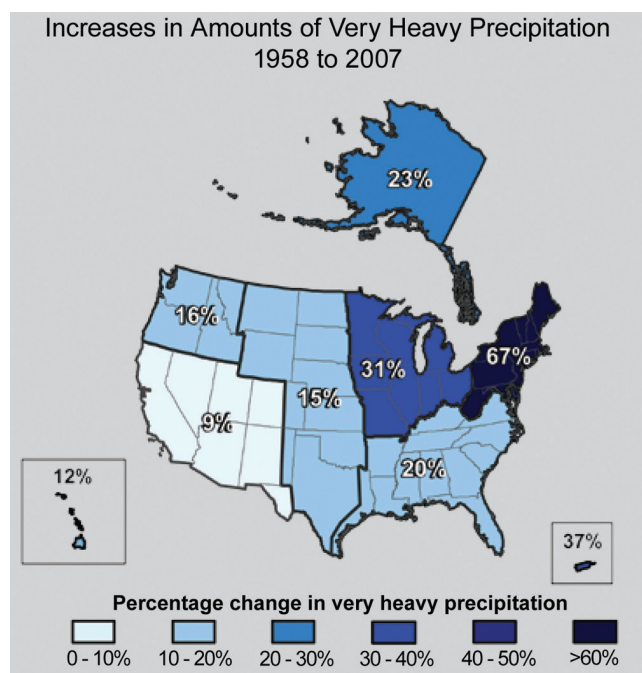 Increases in Amounts of Very Heavy Precipitation
1958 to 2007
23%
16%
31%
67%
15%
9%
20%
12%
37%
Percentage change in very heavy precipitation
0 - 10% 10 - 20% 20 - 30% 30 - 40% 40 - 50% >60%